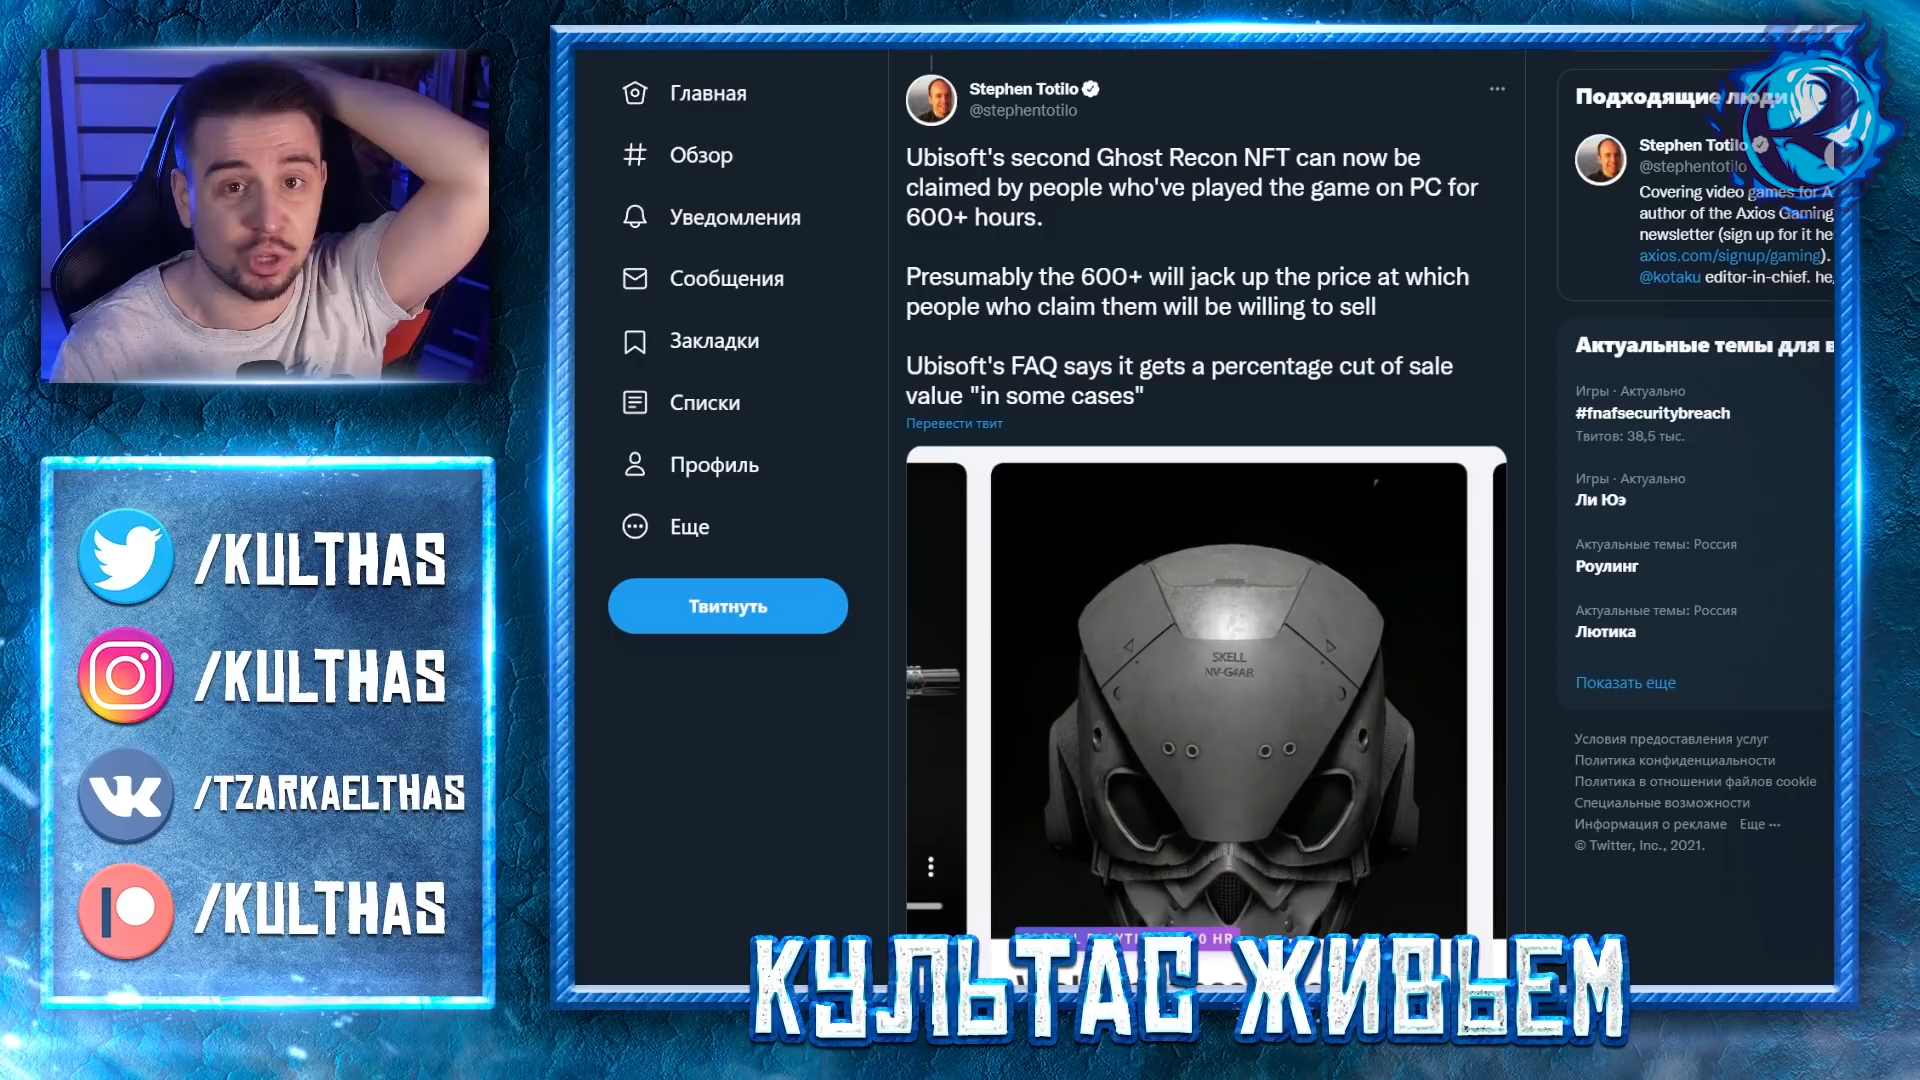 Главная
Обзор
Уведомления
Сообщения
Закладки
Списки
Профиль
Еще
Твитнуть
Stephen Totilo
@stephentotilo
Ubisoft's second Ghost Recon NFT can now be
claimed by people who've played the game on PC for
600+ hours.
Presumably the 600+ will jack up the price at which
people who claim them will be willing to sell
Ubisoft's FAQ says it gets a percentage cut of sale
value "in some cases"
Перевести твит
SKELL
NV-G4AR
Подходящие люди
Stephen Totilo
@stephentotilo
Covering video games for A
author of the Axios Gaming
newsletter (sign up for it he
axios.com/signup/gaming).
@kotaku editor-in-chief. he,
Актуальные темы для в
Игры · Актуально
#fnafsecuritybreach
Твитов: 38,5 тыс.
Игры · Актуально
Ли Юэ
Актуальные темы: Россия
Роулинг
Актуальные темы: Россия
Лютика
Показать еще
Условия предоставления услуг
Политика конфиденциальности
Политика в отношении файлов cookie
Специальные возможности
Информация о рекламе Еще ···
© Twitter, Inc., 2021.
/KULTHAS
/KULTHAS
/TZARKAELTHAS
/KULTHAS
КУЛЬТАС ЖИВЬЕМ